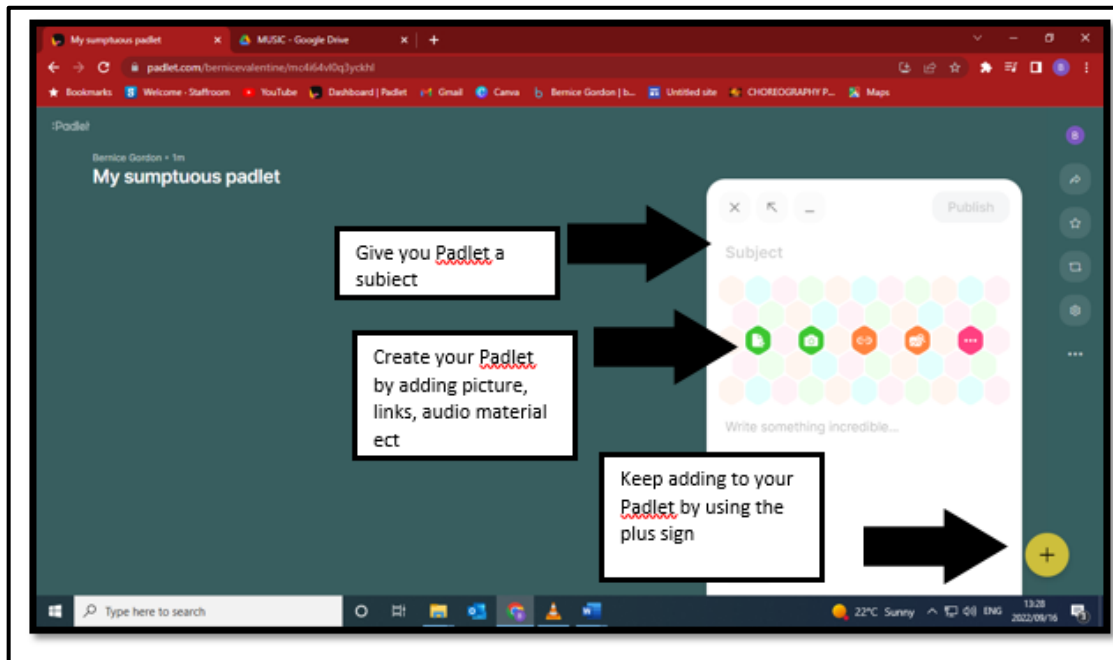 My sumptuous padlet
MUSIC - Google Drive
padlet.com/bernicevalentine/
Bookmarks
Welcome - Staffroom
YouTube
Dashboard | Padlet
Gmail
Canva
Bernice Gordon | b...
Untitled site
CHOREOGRAPHY P...
Maps
:Padlet
Bernice Gordon • 1m
My sumptuous padlet
B
Publish
Subject
Give you Padlet a
subject
Create your Padlet
by adding picture,
links, audio material
ect
Write something incredible...
Keep adding to your
Padlet by using the
plus sign
Type here to search
22°C Sunny
ENG
13:28
2022/09/16